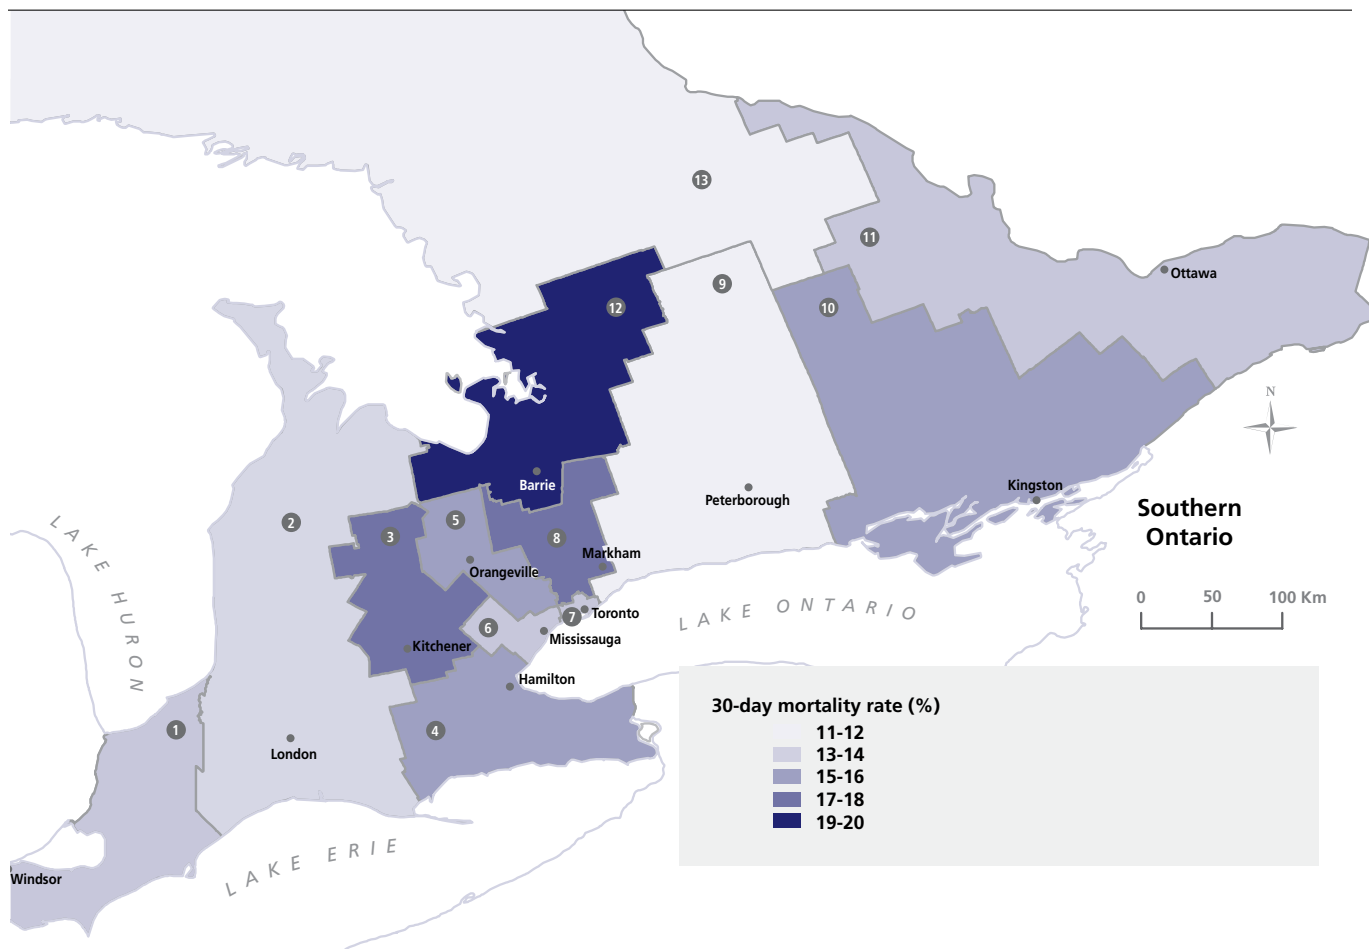 13
11
Ottawa
9
12
10
N
Barrie
Kingston
Peterborough
Southern
Ontario
2
5
3
8
Markham
Orangeville
LAKE HURON
0 50 100 Km
7
Toronto
LAKE ONTARIO
6
Mississauga
Kitchener
Hamilton
1
4
London
30-day mortality rate (%)
11-12
13-14
15-16
17-18
19-20
LAKE ERIE
Windsor